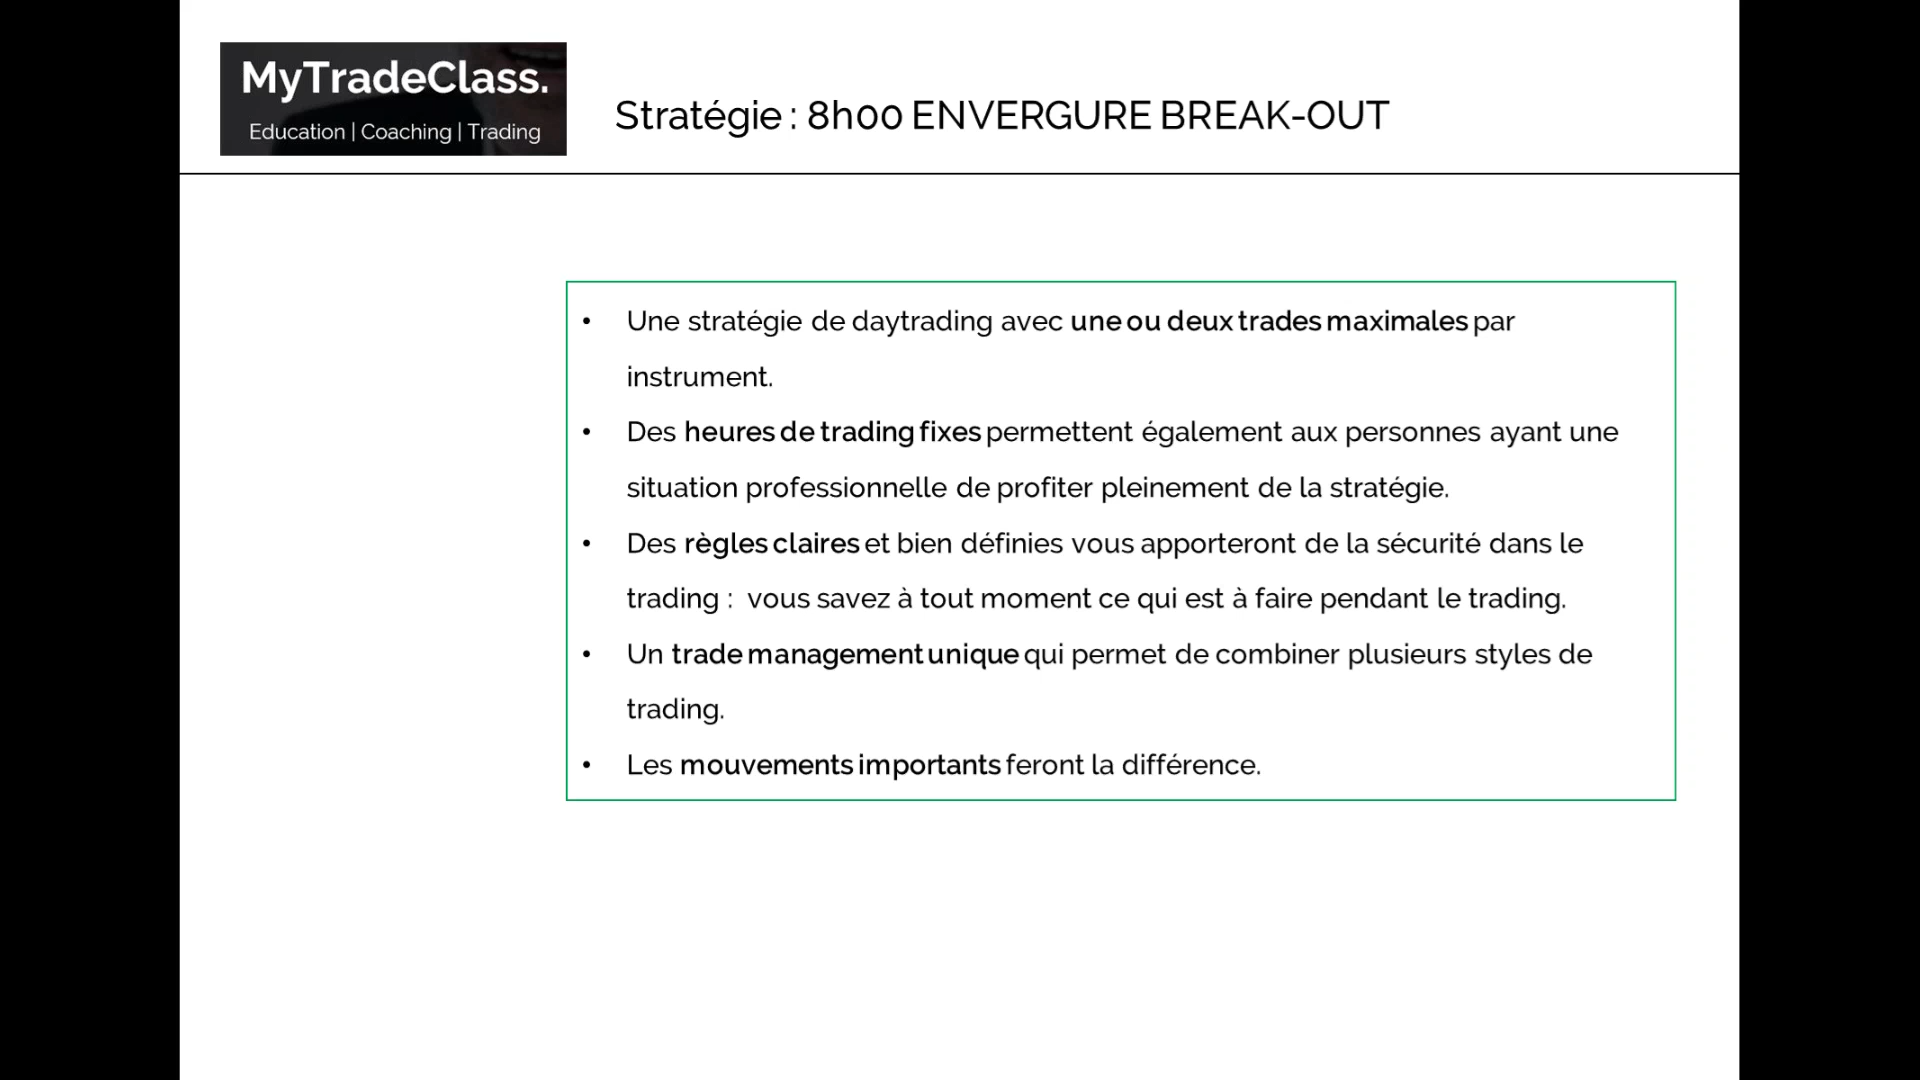 MyTradeClass.
Education | Coaching | Trading
Stratégie : 8h00 ENVERGURE BREAK-OUT
• Une stratégie de daytrading avec une ou deux trades maximales par
instrument.
• Des heures de trading fixes permettent également aux personnes ayant une
situation professionnelle de profiter pleinement de la stratégie.
• Des règles claires et bien définies vous apporteront de la sécurité dans le
trading :  vous savez à tout moment ce qui est à faire pendant le trading.
• Un trade management unique qui permet de combiner plusieurs styles de
trading.
• Les mouvements importants feront la différence.